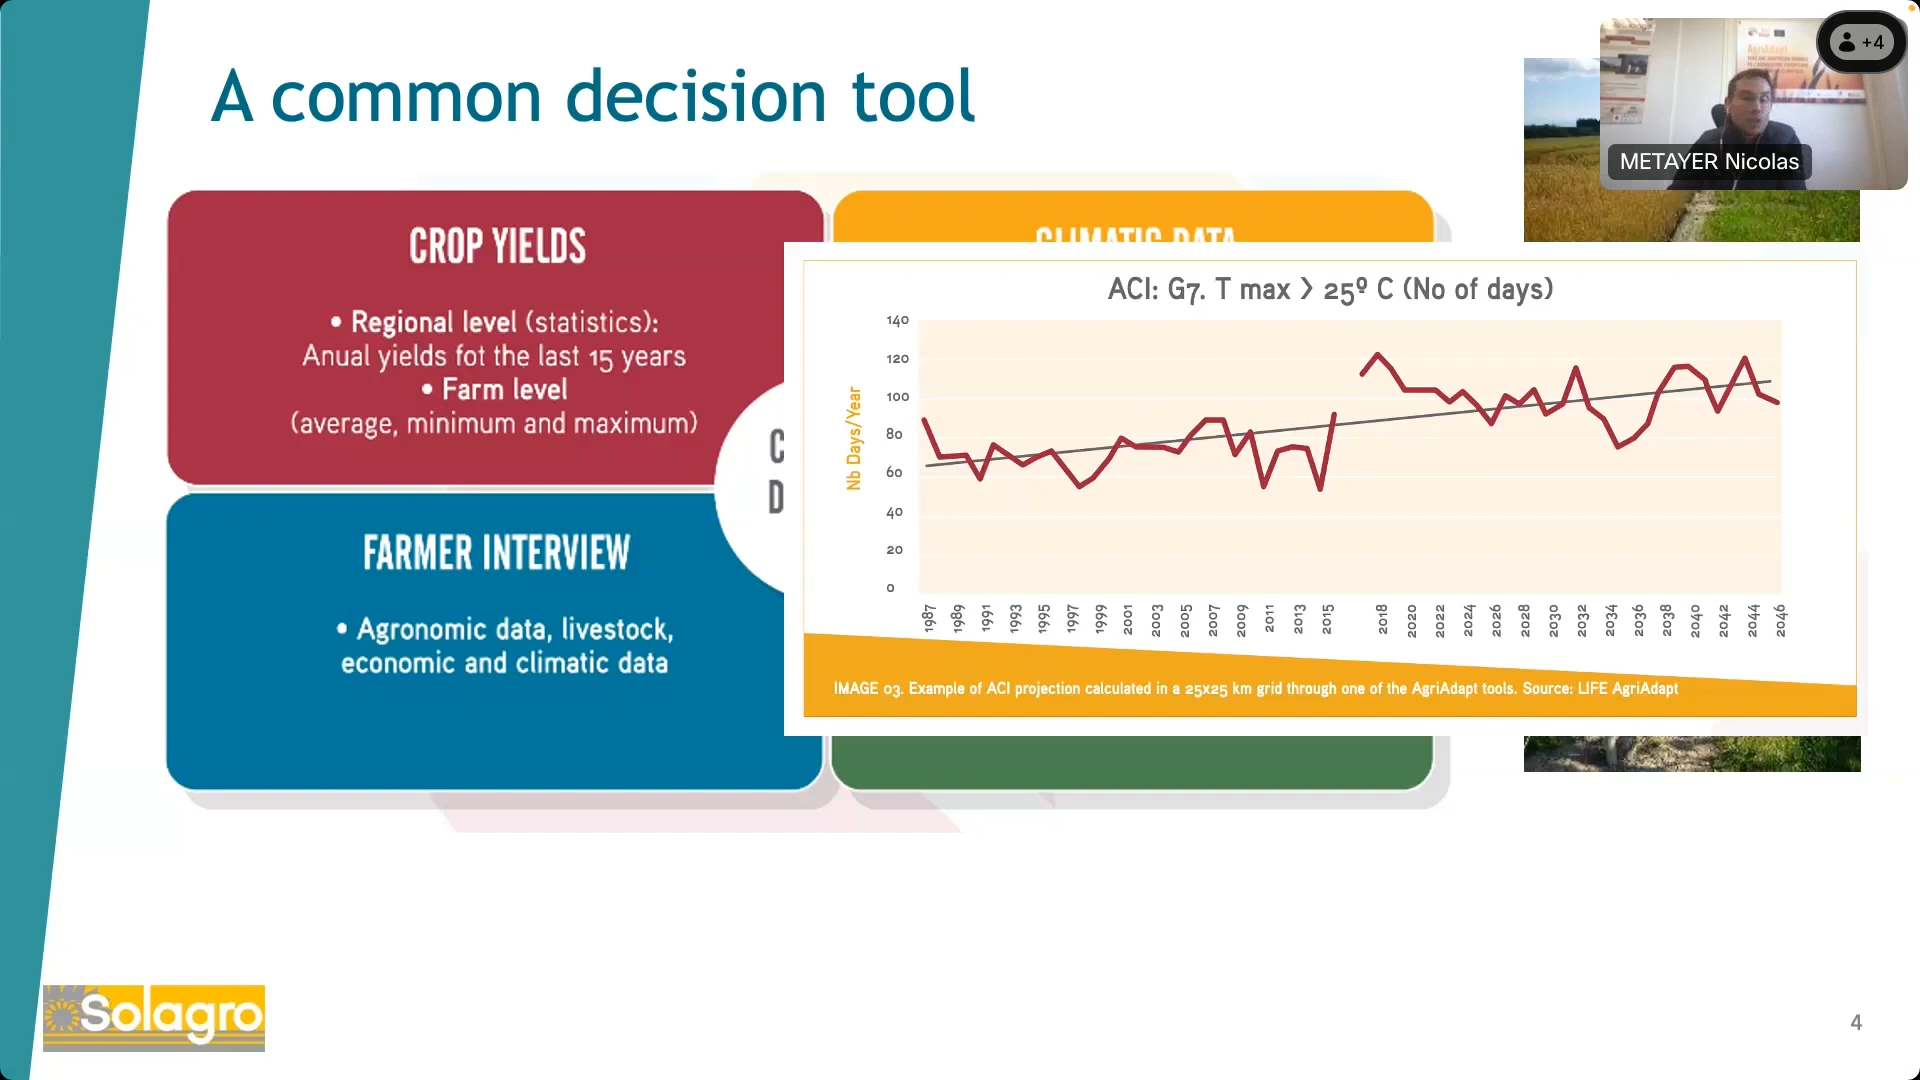 A common decision tool
+4
METAYER Nicolas
AgriAdapt
CROP YIELDS
• Regional level (statistics):
Anual yields fot the last 15 years
• Farm level
(average, minimum and maximum)
CLIMATIC DATA
C
D
FARMER INTERVIEW
• Agronomic data, livestock,
economic and climatic data
ACI: G7. T max > 25º C (No of days)
Nb Days/Year
140
120
100
80
60
40
20
0
1987 1989 1991 1993 1995 1997 1999 2001 2003 2005 2007 2009 2011 2013 2015 2018 2020 2022 2024 2026 2028 2030 2032 2034 2036 2038 2040 2042 2044 2046
IMAGE 03. Example of ACI projection calculated in a 25x25 km grid through one of the AgriAdapt tools. Source: LIFE AgriAdapt
Solagro
4